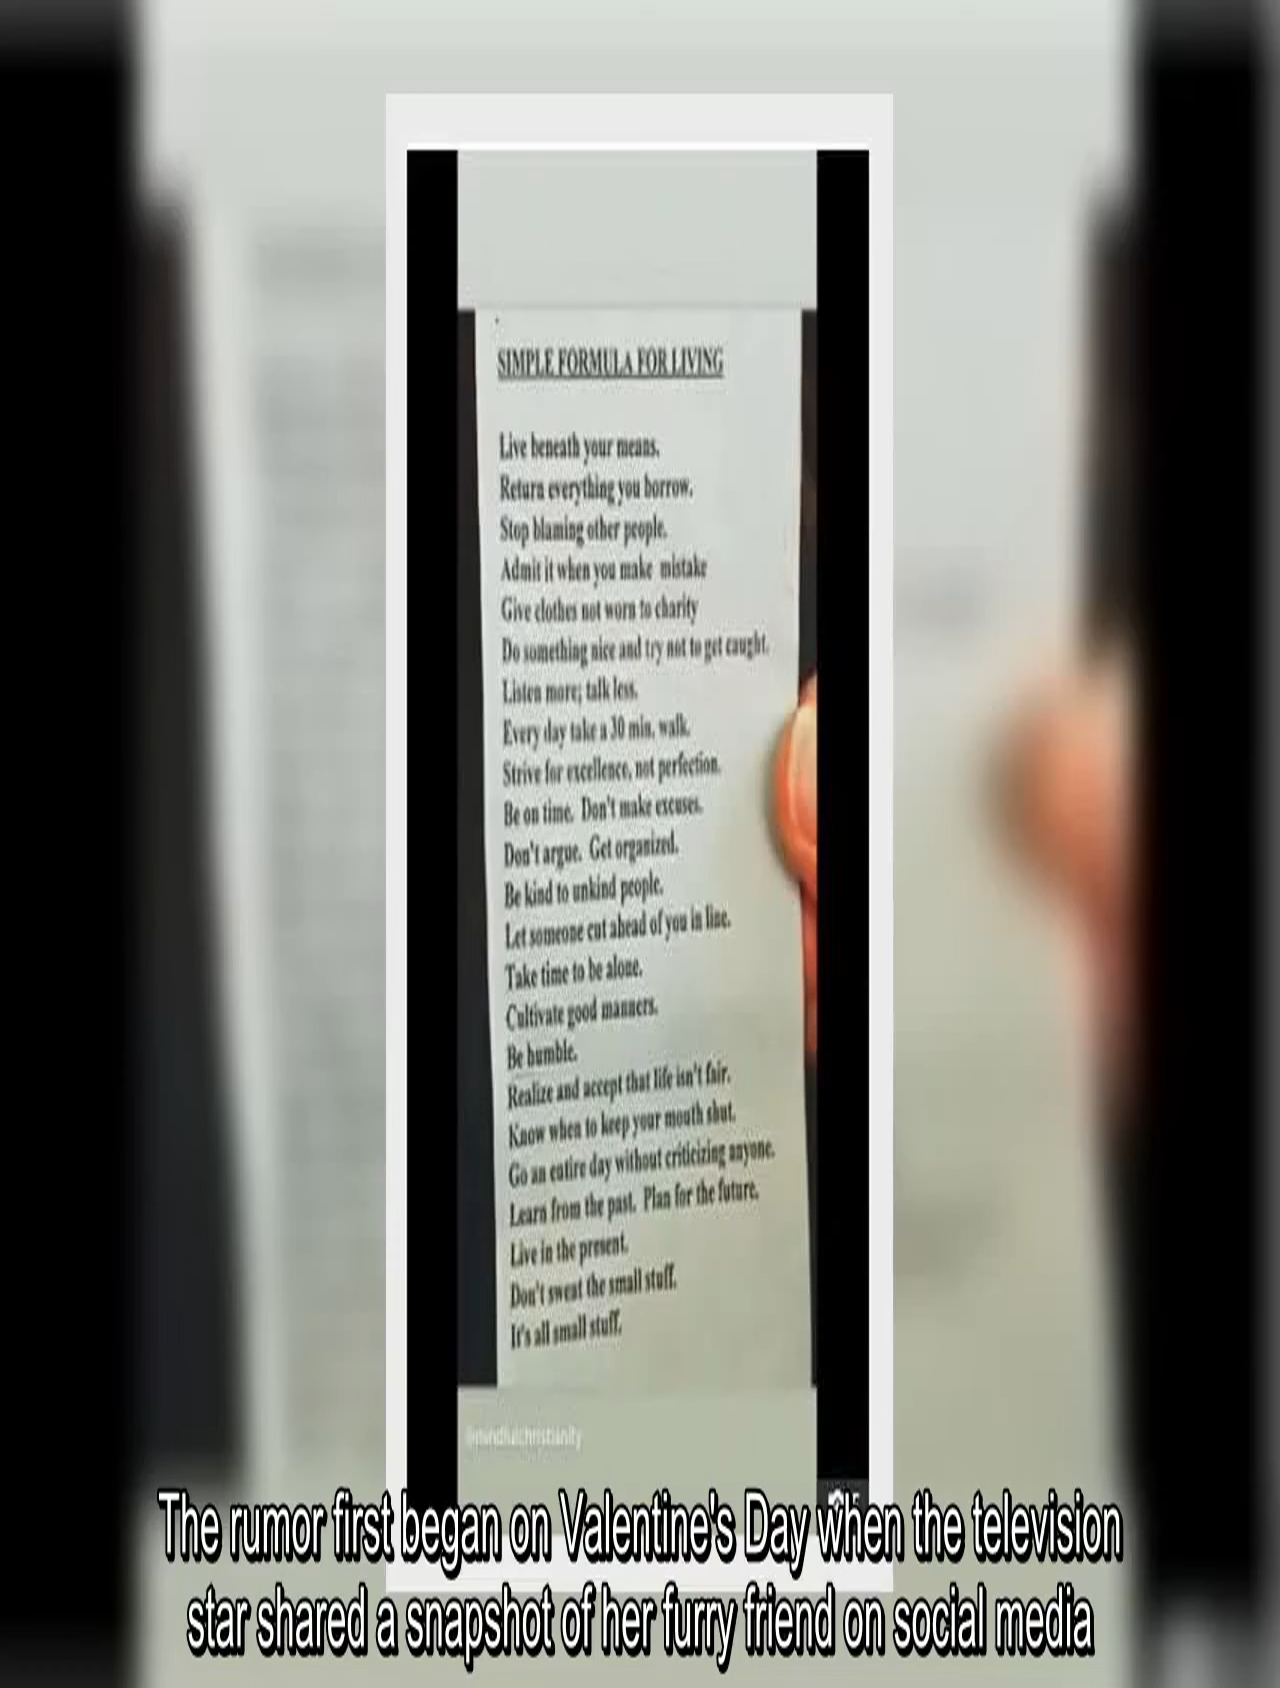 SIMPLE FORMULA FOR LIVING
Live beneath your means.
Return everything you borrow.
Stop blaming other people.
Admit it when you make mistake
Give clothes not worn to charity
Do something nice and try not to get caught.
Listen more; talk less.
Every day take a 30 min. walk.
Strive for excellence, not perfection.
Be on time. Don't make excuses.
Don't argue. Get organized.
Be kind to unkind people.
Let someone cut ahead of you in line.
Take time to be alone.
Cultivate good manners.
Be humble.
Realize and accept that life isn't fair.
Know when to keep your mouth shut.
Go an entire day without criticizing anyone.
Learn from the past. Plan for the future.
Live in the present.
Don't sweat the small stuff.
It's all small stuff.
@mindfulchristianity
The rumor first began on Valentine's Day when the television
star shared a snapshot of her furry friend on social media